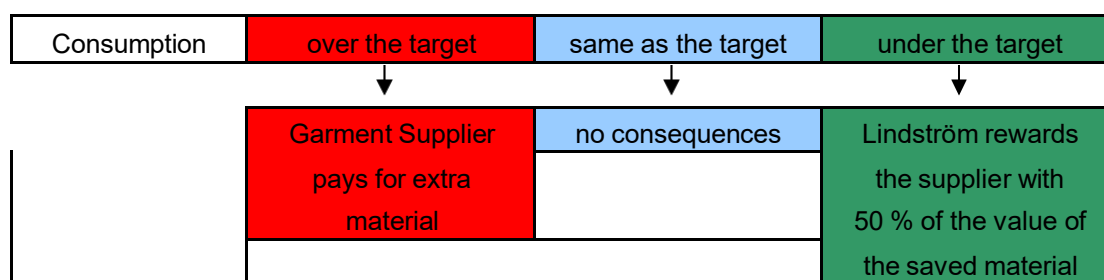 Consumption
over the target
same as the target
under the target
Garment Supplier
pays for extra
material
no consequences
Lindström rewards
the supplier with
50 % of the value of
the saved material